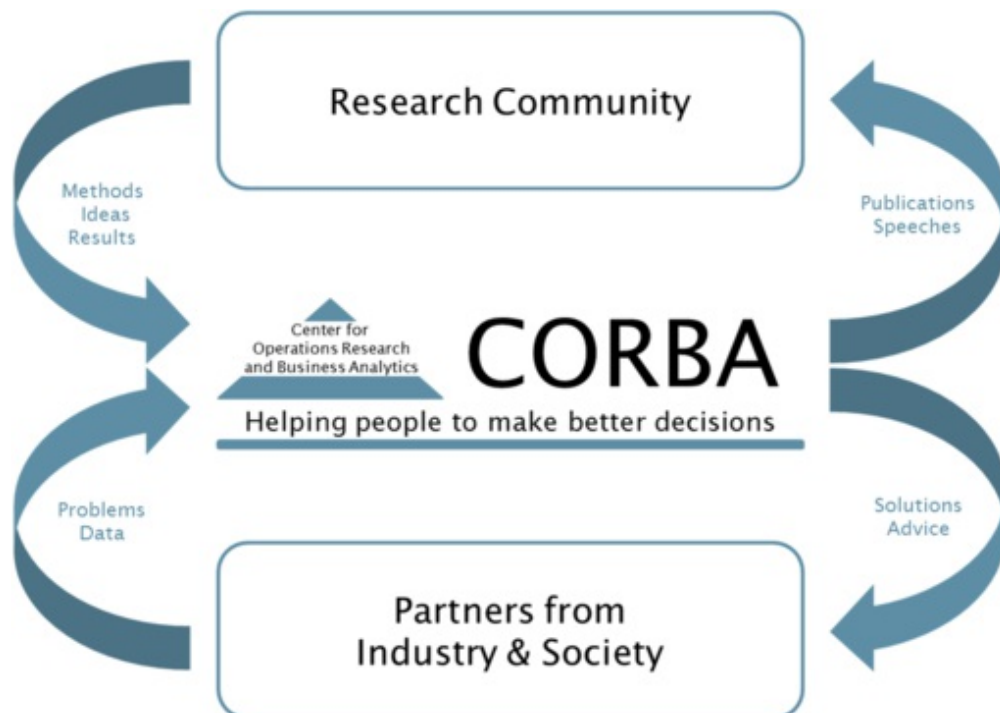 Research Community
Methods
Ideas
Results
Publications
Speeches
Center for
Operations Research
and Business Analytics
CORBA
Helping people to make better decisions
Problems
Data
Solutions
Advice
Partners from
Industry & Society